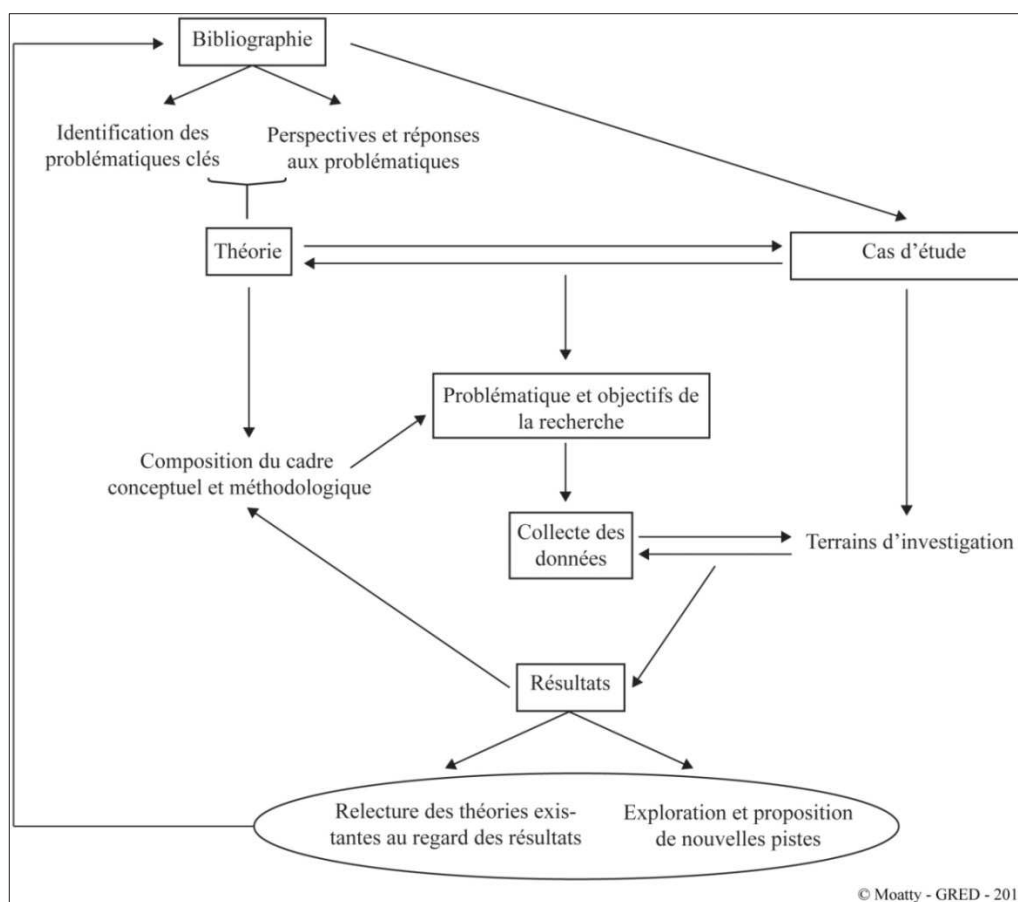 Bibliographie
Identification des
problématiques clés
Perspectives et réponses
aux problématiques
Théorie
Cas d'étude
Problématique et objectifs de
la recherche
Composition du cadre
conceptuel et méthodologique
Collecte des
données
Terrains d'investigation
Résultats
Relecture des théories exis-
tantes au regard des résultats
Exploration et proposition
de nouvelles pistes
© Moatty - GRED - 201